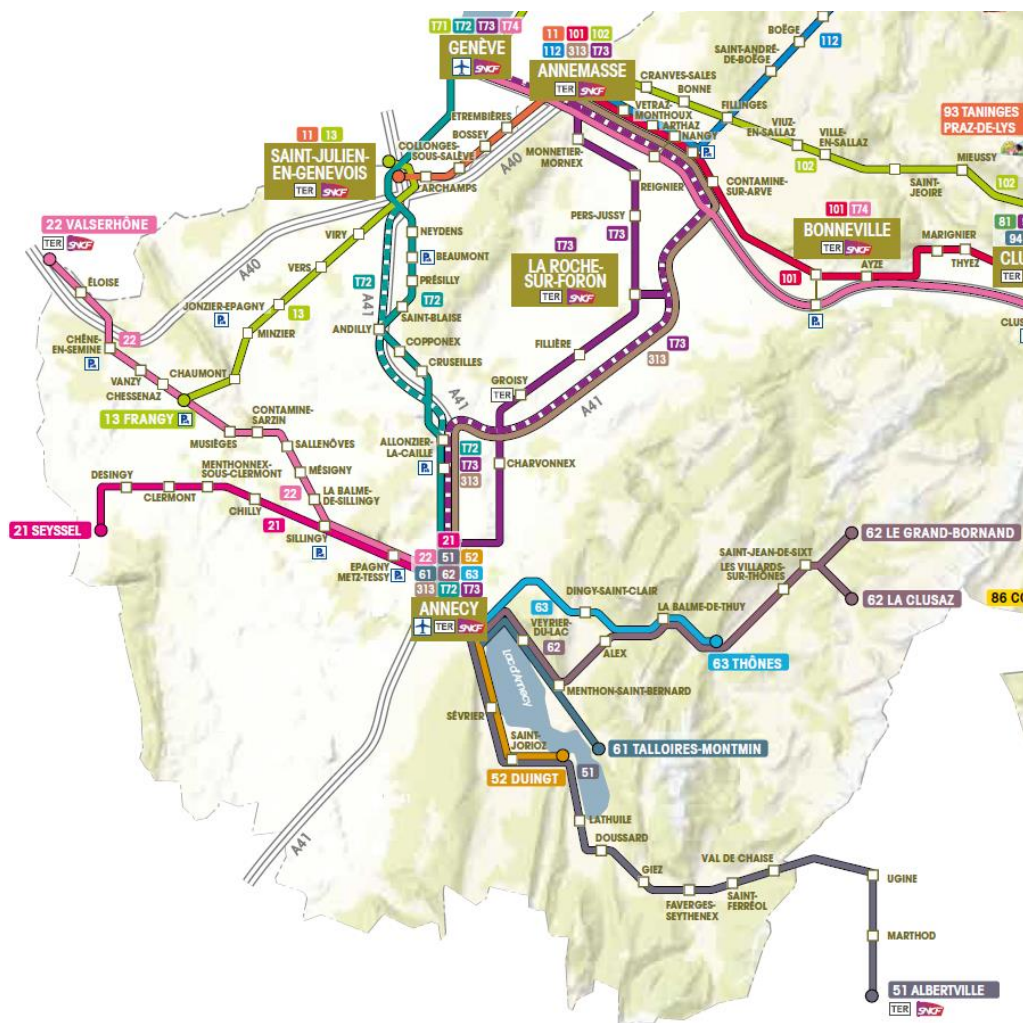 T71 T72 T73 T74
GENÈVE
SNCF
11 101 102
112 313 T73
ANNEMASSE
TER SNCF
BOËGE
SAINT-ANDRÉ-
DE-BOËGE
112
CRANVES-SALES
BONNE
FILLINGES
VETRAZ-
MONTHOUX
ARTHAZ
NANGY
VIUZ-
EN-SALLAZ
VILLE-
EN-SALLAZ
102
93 TANINGES
PRAZ-DE-LYS
MIEUSSY
SAINT-
JEOIRE
102
ETREMBIÈRES
BOSSEY
COLLONGES-
SOUS-SALÈVE
ARCHAMPS
A40
11 13
SAINT-JULIEN-
EN-GENEVOIS
TER SNCF
MONNETIER-
MORNEX
REIGNIER
CONTAMINE-
SUR-ARVE
PERS-JUSSY
T73
101 T74
BONNEVILLE
TER SNCF
MARIGNIER
THYEZ
AYZE
101
81
94
CLU
TER
CLUS
22 VALSERHÔNE
TER SNCF
ÉLOISE
VIRY
A40
VERS
NEYDENS
BEAUMONT
PRÉSILLY
T72
A41
T72
SAINT-BLAISE
ANDILLY
T73
LA ROCHE-
SUR-FORON
TER SNCF
JONZIER-EPAGNY
13
MINZIER
22
CHÊNE-
EN-SEMINE
VANZY
CHESSENAZ
CHAUMONT
13 FRANGY
COPPONEX
CRUSEILLES
FILLIÈRE
T73
313
GROISY
TER
A41
A41
CONTAMINE-
SARZIN
MUSIÈGES
SALLENÔVES
MÉSIGNY
22
LA BALME-
DE-SILLINGY
ALLONZIER-
LA-CAILLE
T72
T73
313
CHARVONNEX
DESINGY
MENTHONNEX-
SOUS-CLERMONT
CLERMONT
CHILLY
21
SILLINGY
21 SEYSSEL
EPAGNY
METZ-TESSY
21
22 51 52
61 62 63
313 T72 T73
ANNECY
TER SNCF
62 LE GRAND-BORNAND
SAINT-JEAN-DE-SIXT
LES VILLARDS-
SUR-THÔNES
62 LA CLUSAZ
86 CO
DINGY-SAINT-CLAIR
63
VEYRIER-
DU-LAC
62
LA BALME-DE-THUY
ALEX
63 THÔNES
MENTHON-SAINT-BERNARD
Lac d'Annecy
SÉVRIER
SAINT-
JORIOZ
61 TALLOIRES-MONTMIN
52 DUINGT
51
A41
LATHUILE
DOUSSARD
GIEZ
FAVERGES-
SEYTHENEX
SAINT-
FERRÉOL
VAL DE CHAISE
UGINE
MARTHOD
51 ALBERTVILLE
TER SNCF